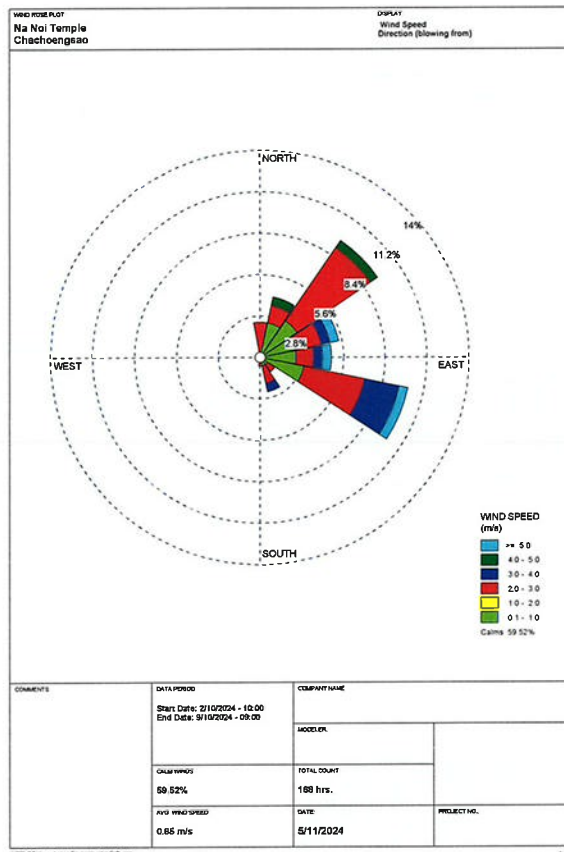 WIND ROSE PLOT
Na Noi Temple
Chachoengsao
DISPLAY
Wind Speed
Direction (blowing from)
NORTH
14%
11.2%
8.4%
5.6%
2.8%
WEST
EAST
SOUTH
WIND SPEED
(m/s)
>= 5.0
4.0 - 5.0
3.0 - 4.0
2.0 - 3.0
1.0 - 2.0
0.1 - 1.0
Calms: 59.52%
COMMENTS
DATA PERIOD
Start Date: 2/10/2024 - 10:00
End Date: 9/10/2024 - 09:00
COMPANY NAME
MODELER
CALM WINDS
59.52%
TOTAL COUNT
168 hrs.
AVG. WIND SPEED
0.85 m/s
DATE
5/11/2024
PROJECT NO.